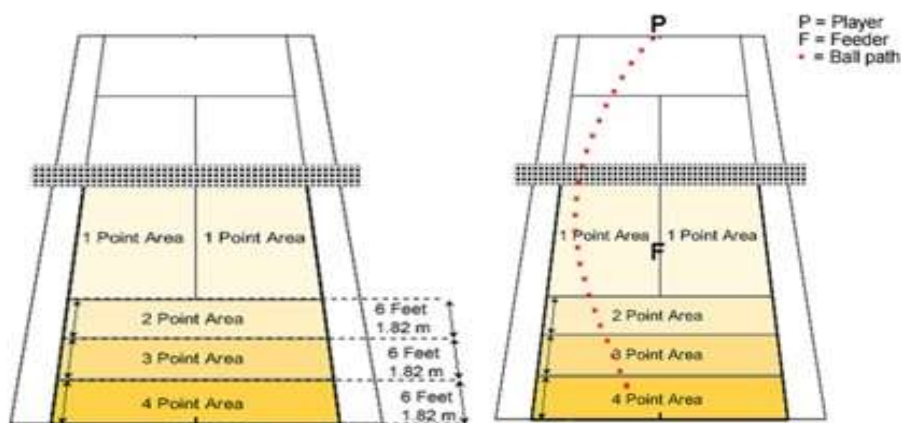 1 Point Area 1 Point Area
2 Point Area
3 Point Area
4 Point Area
6 Feet
1.82 m
6 Feet
1.82 m
6 Feet
1.82 m
P
P = Player
F = Feeder
• = Ball path
1 Point Area 1 Point Area
F
2 Point Area
3 Point Area
4 Point Area